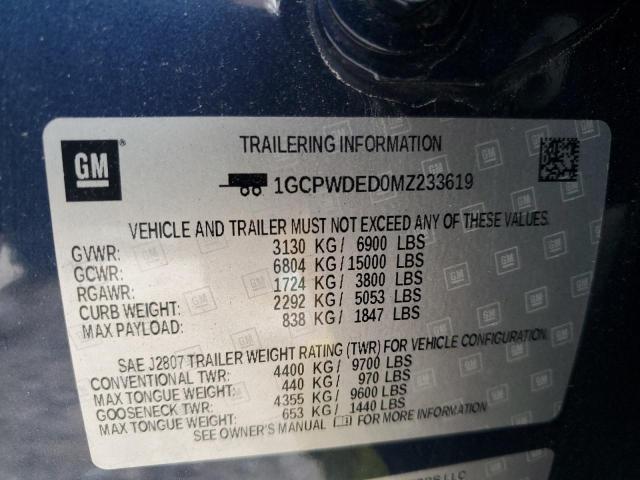 GM
TRAILERING INFORMATION
1GCPWDED0MZ233619
VEHICLE AND TRAILER MUST NOT EXCEED ANY OF THESE VALUES.
GVWR: 3130 KG/ 6900 LBS
GCWR: 6804 KG/15000 LBS
RGAWR: 1724 KG/ 3800 LBS
CURB WEIGHT: 2292 KG/ 5053 LBS
MAX PAYLOAD: 838 KG/ 1847 LBS
SAE J2807 TRAILER WEIGHT RATING (TWR) FOR VEHICLE CONFIGURATION.
CONVENTIONAL TWR: 4400 KG/ 9700 LBS
MAX TONGUE WEIGHT: 440 KG/ 970 LBS
GOOSENECK TWR: 4355 KG/ 9600 LBS
MAX TONGUE WEIGHT: 653 KG/ 1440 LBS
SEE OWNER'S MANUAL FOR MORE INFORMATION
LLC